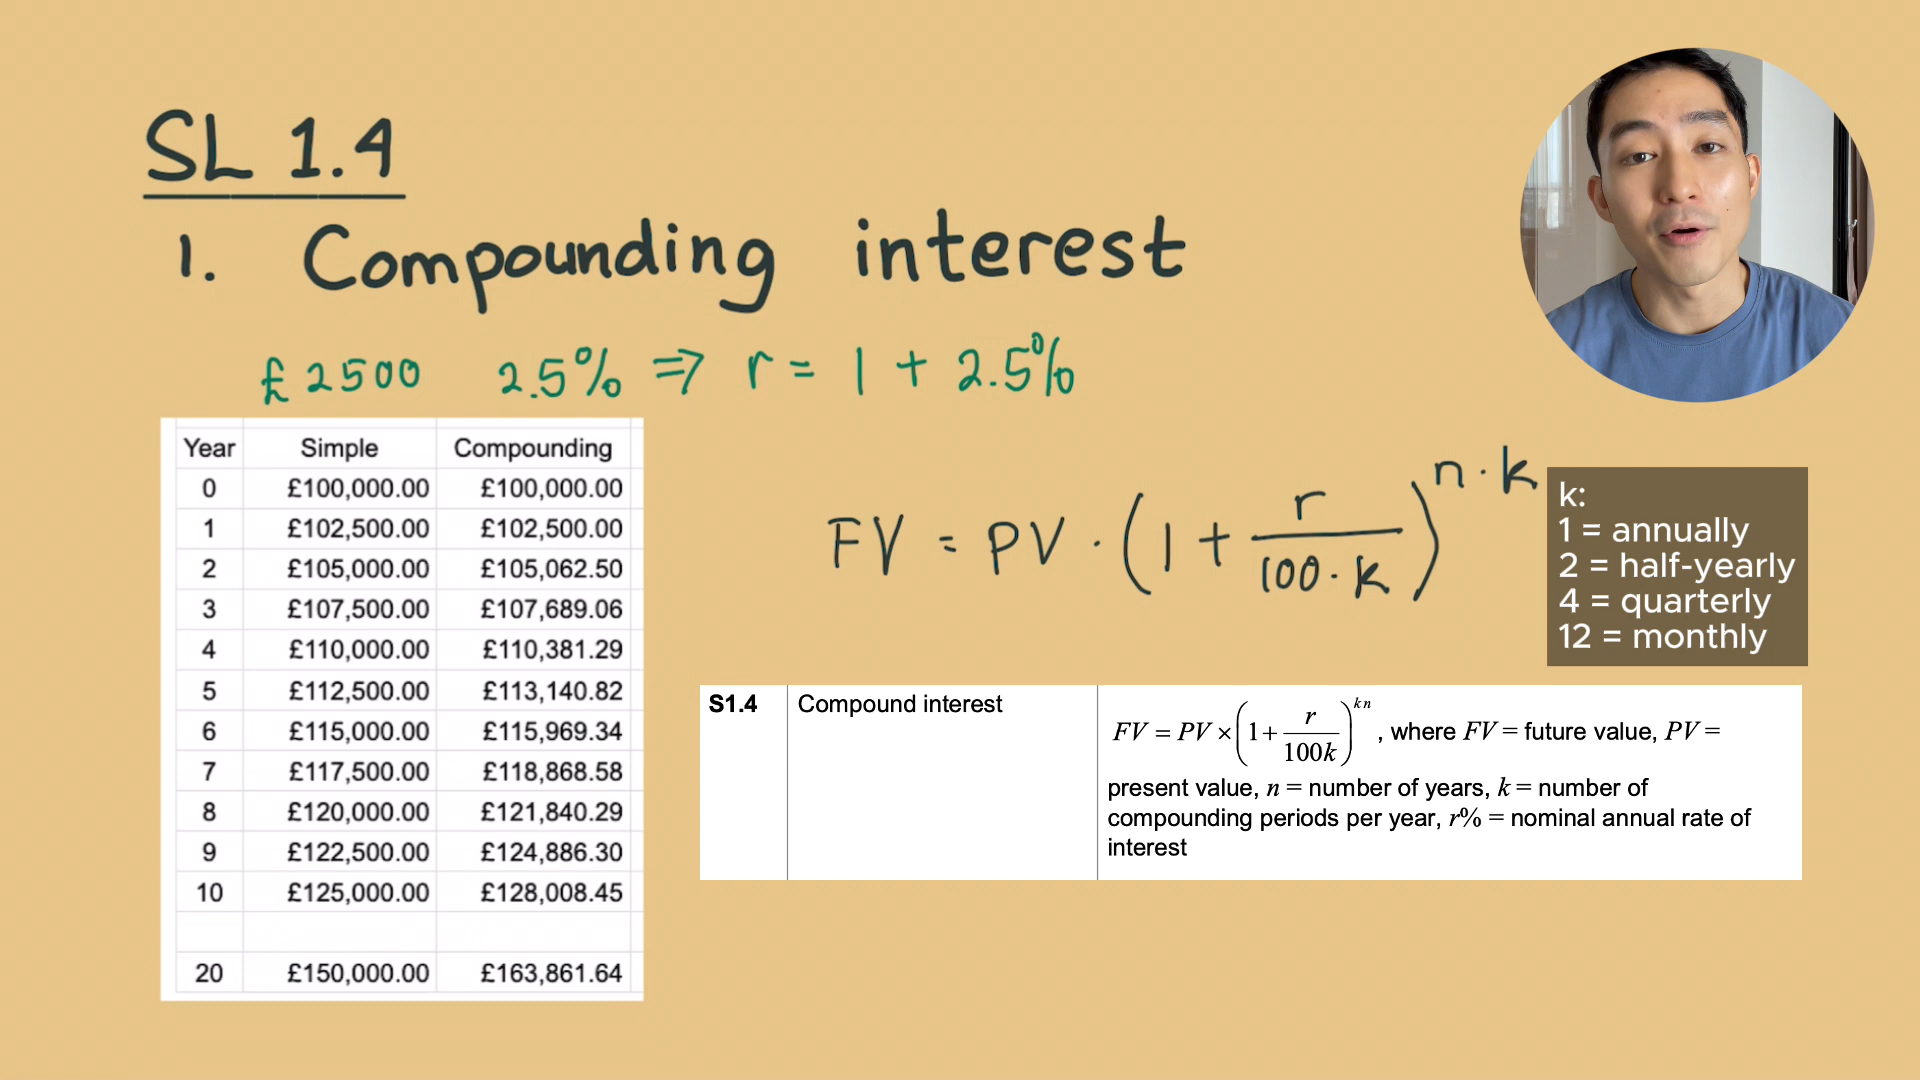 SL 1.4
1. Compounding interest
£2500 2.5% ⇒ r = 1 + 2.5%
Year Simple Compounding
0 £100,000.00 £100,000.00
1 £102,500.00 £102,500.00
2 £105,000.00 £105,062.50
3 £107,500.00 £107,689.06
4 £110,000.00 £110,381.29
5 £112,500.00 £113,140.82
6 £115,000.00 £115,969.34
7 £117,500.00 £118,868.58
8 £120,000.00 £121,840.29
9 £122,500.00 £124,886.30
10 £125,000.00 £128,008.45
20 £150,000.00 £163,861.64
FV = PV · (1 + r / (100 · k))^(n · k)
k:
1 = annually
2 = half-yearly
4 = quarterly
12 = monthly
S1.4 Compound interest
FV = PV × (1 + r / 100k)^kn , where FV = future value, PV =
present value, n = number of years, k = number of
compounding periods per year, r% = nominal annual rate of
interest